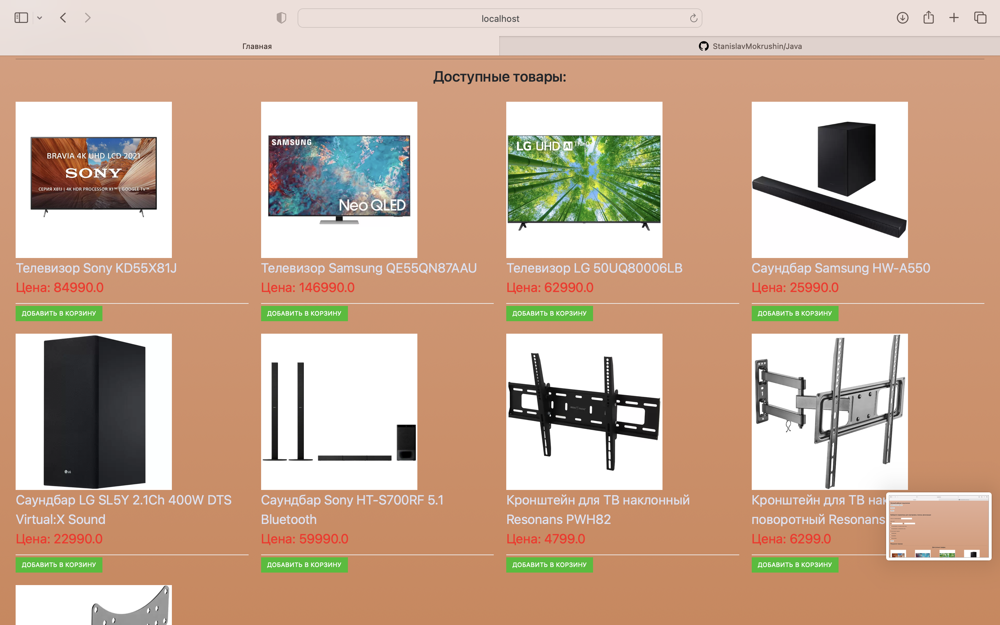 localhost
Главная
StanislavMokrushin/Java
Доступные товары:
BRAVIA 4K UHD LCD 2021
SONY
СЕРИЯ X81J | 4K HDR PROCESSOR X1™ | GOOGLE TV™
SAMSUNG
Neo QLED
LG UHD AI ThinQ
Телевизор Sony KD55X81J
Цена: 84990.0
ДОБАВИТЬ В КОРЗИНУ
Телевизор Samsung QE55QN87AAU
Цена: 146990.0
ДОБАВИТЬ В КОРЗИНУ
Телевизор LG 50UQ80006LB
Цена: 62990.0
ДОБАВИТЬ В КОРЗИНУ
Саундбар Samsung HW-A550
Цена: 25990.0
ДОБАВИТЬ В КОРЗИНУ
LG
Саундбар LG SL5Y 2.1Ch 400W DTS
Virtual:X Sound
Цена: 22990.0
ДОБАВИТЬ В КОРЗИНУ
Саундбар Sony HT-S700RF 5.1
Bluetooth
Цена: 59990.0
ДОБАВИТЬ В КОРЗИНУ
Кронштейн для ТВ наклонный
Resonans PWH82
Цена: 4799.0
ДОБАВИТЬ В КОРЗИНУ
Кронштейн для ТВ нак
поворотный Resonans
Цена: 6299.0
ДОБАВИТЬ В КОРЗИНУ